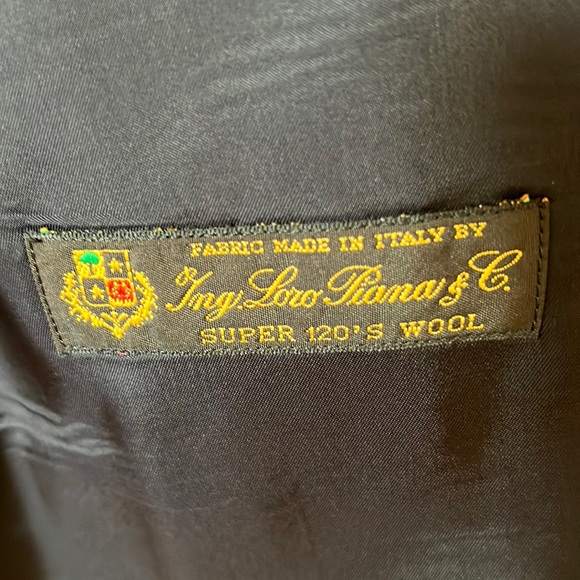 FABRIC MADE IN ITALY BY
Ing. Loro Piana & C.
SUPER 120'S WOOL